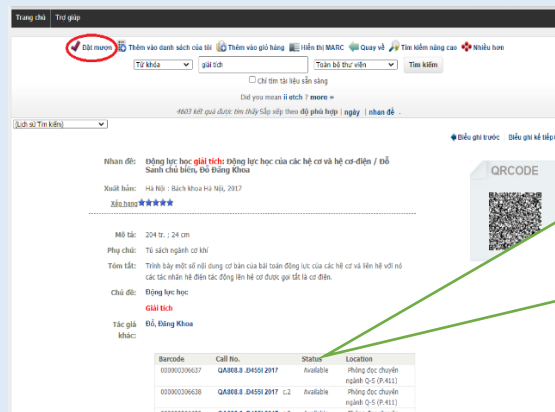 Trang chủ Trợ giúp
Đặt mượn Thêm vào danh sách của tôi Thêm vào giỏ hàng Hiển thị MARC Quay về Tìm kiếm nâng cao Nhiều hơn
Từ khóa giải tích Toàn bộ thư viện Tìm kiếm
Chỉ tìm tài liệu sẵn sàng
Did you mean ii etch ? more »
4603 kết quả được tìm thấy Sắp xếp theo độ phù hợp | ngày | nhan đề .
(Lịch sử Tìm kiếm)
Biểu ghi trước Biểu ghi kế tiếp
QRCODE
Nhan đề: Động lực học giải tích: Động lực học của các hệ cơ và hệ cơ-điện / Đỗ
Sanh chủ biên, Đỗ Đăng Khoa
Xuất bản: Hà Nội : Bách khoa Hà Nội, 2017
Xếp hạng
Mô tả: 204 tr. ; 24 cm
Phụ chú: Tủ sách ngành cơ khí
Tóm tắt: Trình bày một số nội dung cơ bản của bài toán động lực của các hệ cơ và liên hệ với nó
các tác nhân hệ điện tác động lên hệ cơ được gọi tắt là cơ điện.
Chủ đề: Động lực học
Giải tích
Tác giả Đỗ, Đăng Khoa
khác:
Barcode Call No. Status Location
000000306637 QA808.8 .D455l 2017 Available Phòng đọc chuyên
ngành Q-S (P.411)
000000306638 QA808.8 .D455l 2017 c.2 Available Phòng đọc chuyên
ngành Q-S (P.411)